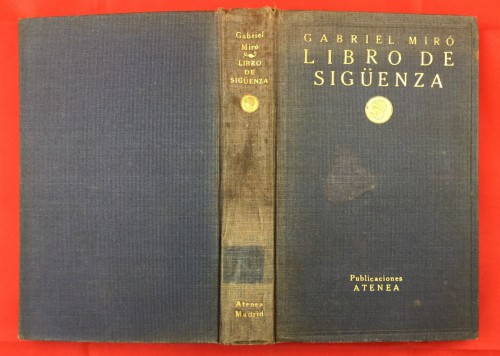 Gabriel
Miró
LIBRO
DE
SIGÜENZA
Atenea
Madrid
GABRIEL MIRÓ
LIBRO DE
SIGÜENZA
Publicaciones
ATENEA